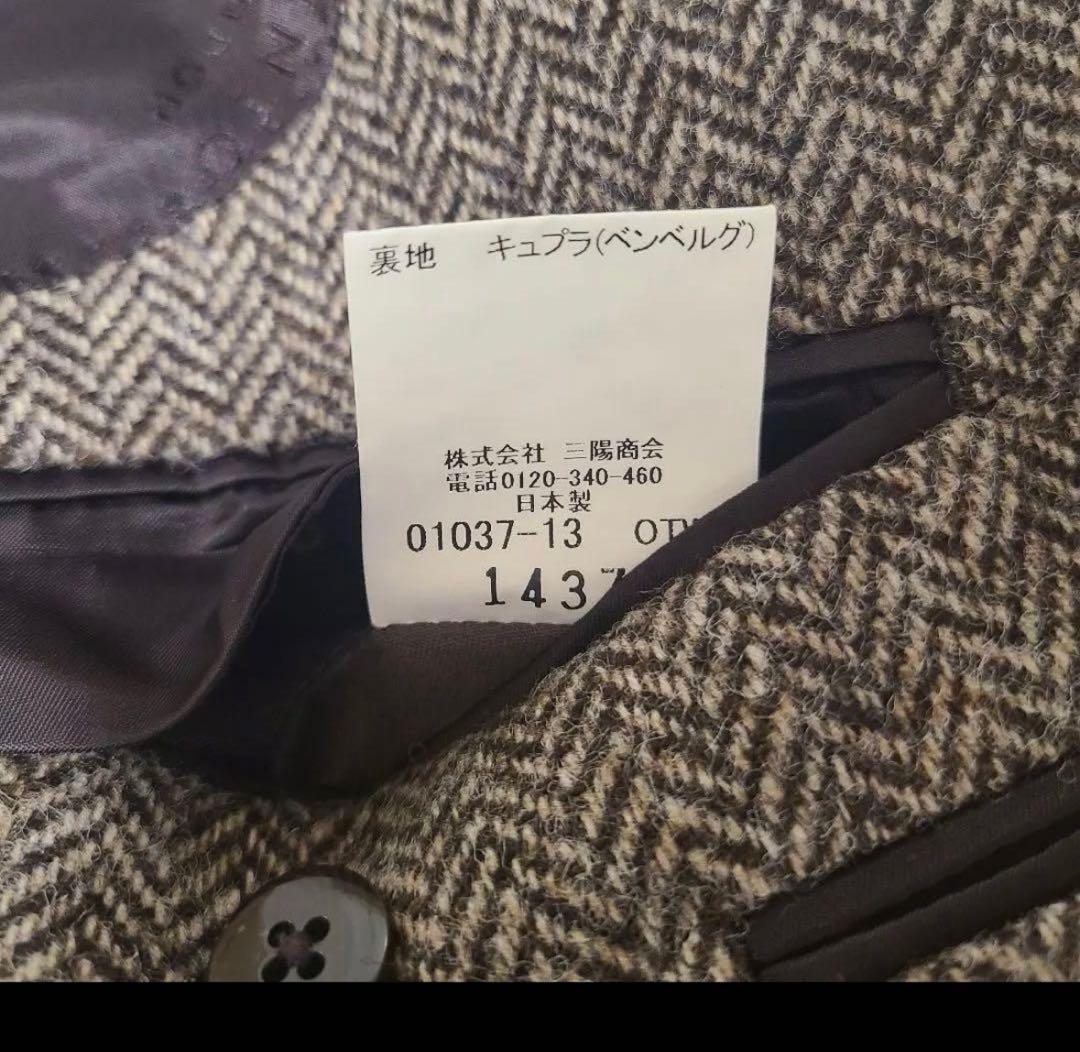 裏地 キュプラ(ベンベルグ)
株式会社 三陽商会
電話0120-340-460
日本製
01037-13